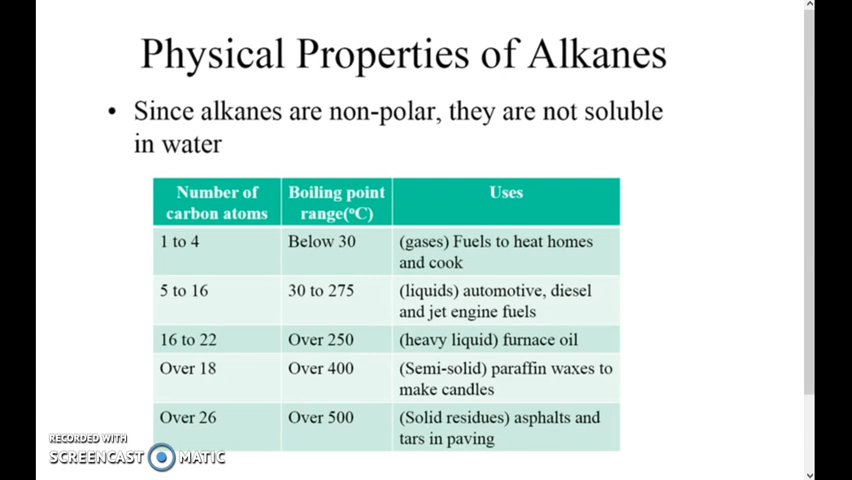 Physical Properties of Alkanes
• Since alkanes are non-polar, they are not soluble
in water
Number of
carbon atoms
Boiling point
range(°C)
Uses
1 to 4
Below 30
(gases) Fuels to heat homes
and cook
5 to 16
30 to 275
(liquids) automotive, diesel
and jet engine fuels
16 to 22
Over 250
(heavy liquid) furnace oil
Over 18
Over 400
(Semi-solid) paraffin waxes to
make candles
Over 26
Over 500
(Solid residues) asphalts and
tars in paving
RECORDED WITH
SCREENCAST MATIC